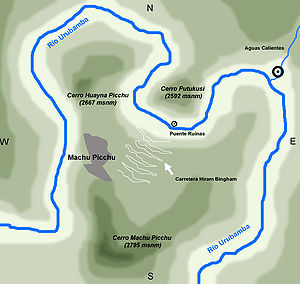 N
Río Urubamba
Aguas Calientes
Cerro Huayna Picchu
(2667 msnm)
Cerro Putukusi
(2592 msnm)
Puente Ruinas
W
E
Machu Picchu
Carretera Hiram Bingham
Cerro Machu Picchu
(2795 msnm)
Río Urubamba
S